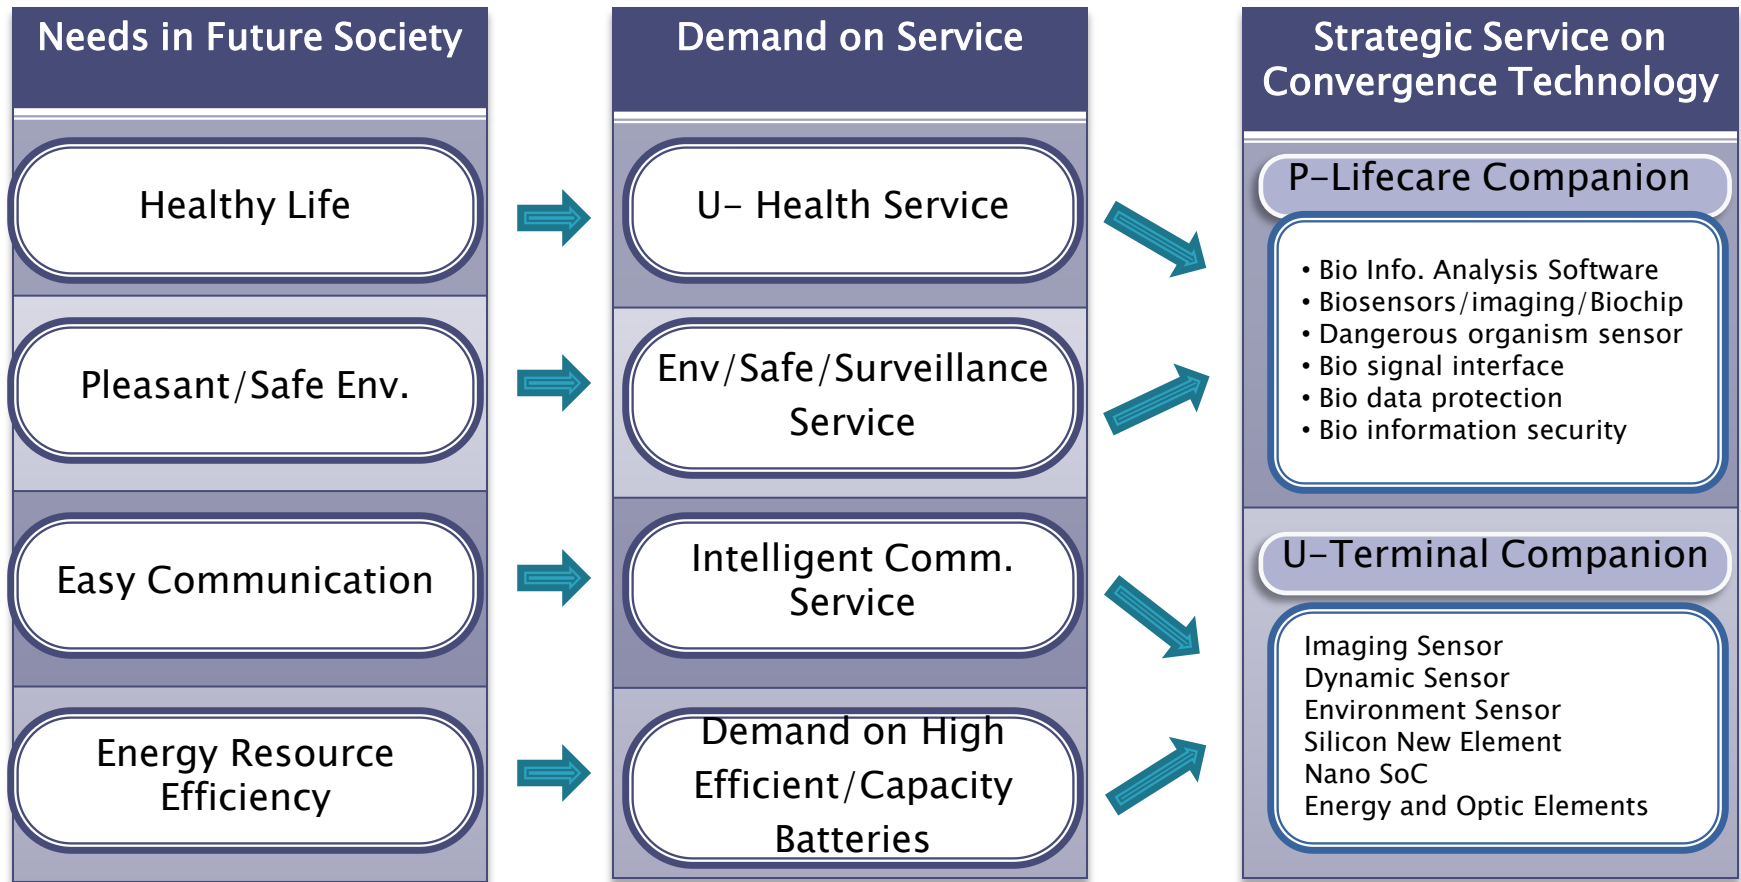 Needs in Future Society
Healthy Life
Pleasant/Safe Env.
Easy Communication
Energy Resource
Efficiency
Demand on Service
U- Health Service
Env/Safe/Surveillance
Service
Intelligent Comm.
Service
Demand on High
Efficient/Capacity
Batteries
Strategic Service on
Convergence Technology
P-Lifecare Companion
• Bio Info. Analysis Software
• Biosensors/imaging/Biochip
• Dangerous organism sensor
• Bio signal interface
• Bio data protection
• Bio information security
U-Terminal Companion
Imaging Sensor
Dynamic Sensor
Environment Sensor
Silicon New Element
Nano SoC
Energy and Optic Elements